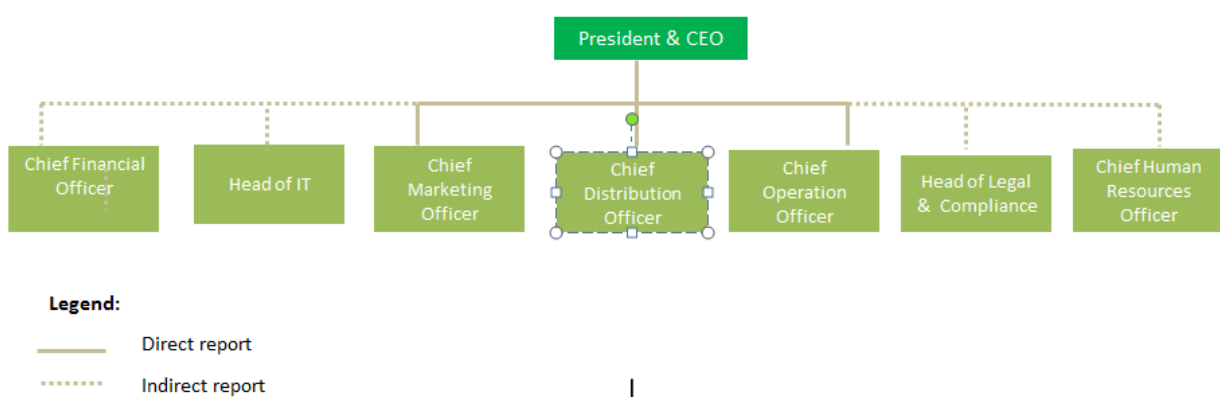 President & CEO
Chief Financial
Officer
Head of IT
Chief
Marketing
Officer
Chief
Distribution
Officer
Chief
Operation
Officer
Head of Legal
& Compliance
Chief Human
Resources
Officer
Legend:
Direct report
Indirect report